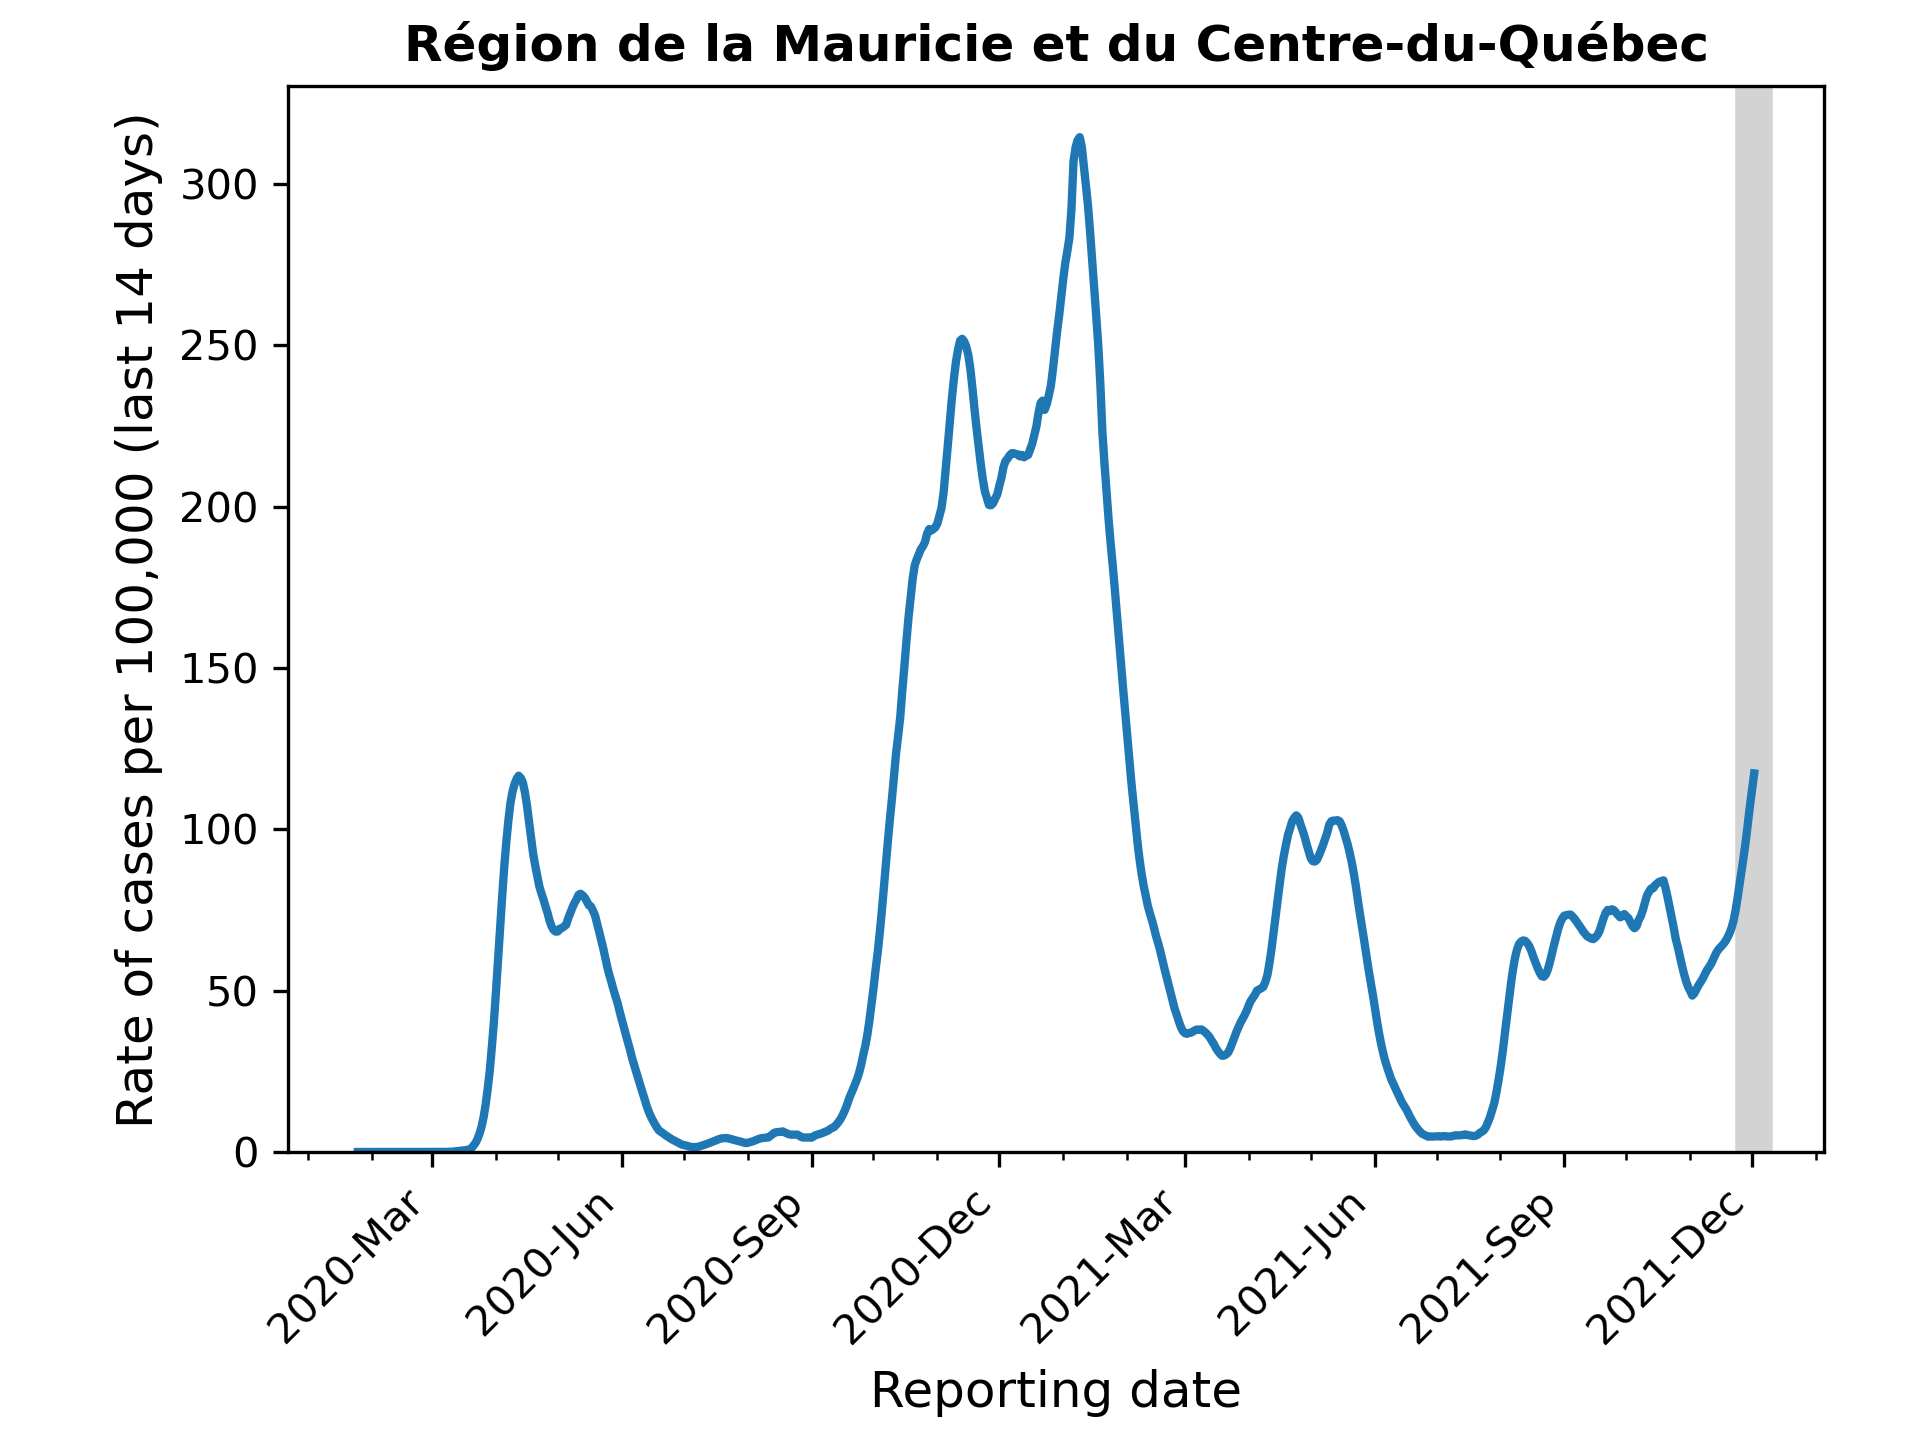 Région de la Mauricie et du Centre-du-Québec
Rate of cases per 100,000 (last 14 days)
300
250
200
150
100
50
0
2020-Mar
2020-Jun
2020-Sep
2020-Dec
2021-Mar
2021-Jun
2021-Sep
2021-Dec
Reporting date